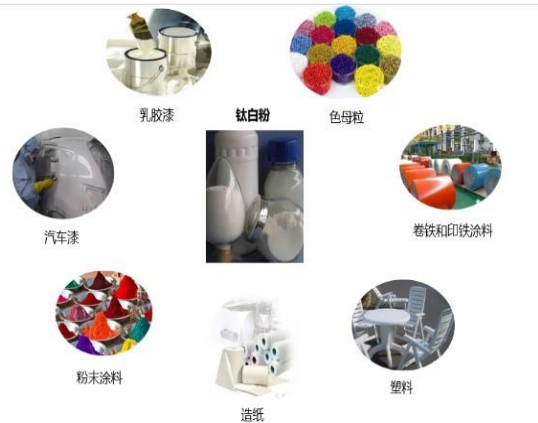 乳胶漆
钛白粉
色母粒
汽车漆
卷铁和印铁涂料
粉末涂料
塑料
造纸